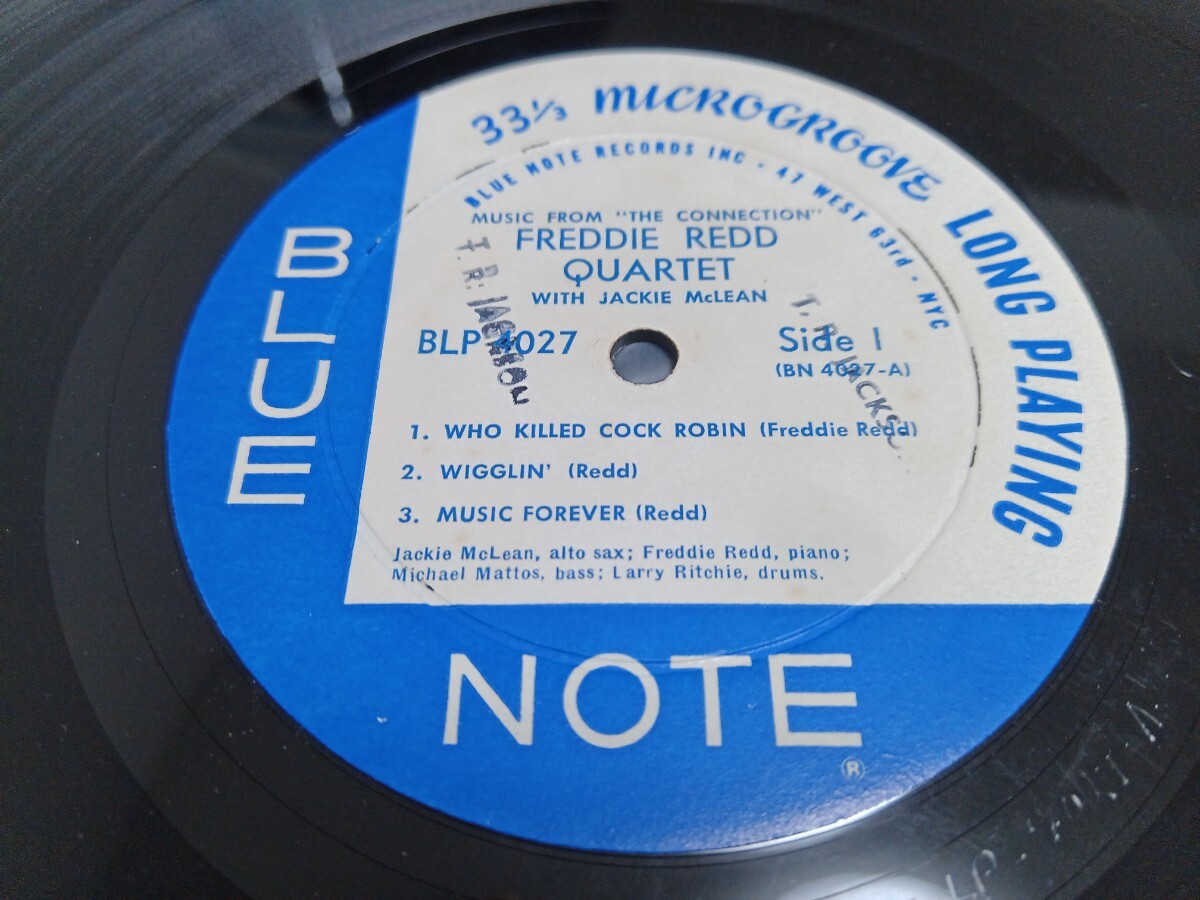 33⅓ MICROGROOVE LONG PLAYING
BLUE NOTE RECORDS INC · 47 WEST 63rd · NYC
MUSIC FROM "THE CONNECTION"
FREDDIE REDD
QUARTET
WITH JACKIE McLEAN
BLP 4027
Side 1
(BN 4027-A)
T. R. JACKSON
T. R. JACKSO
1. WHO KILLED COCK ROBIN (Freddie Redd)
2. WIGGLIN' (Redd)
3. MUSIC FOREVER (Redd)
Jackie McLean, alto sax; Freddie Redd, piano;
Michael Mattos, bass; Larry Ritchie, drums.
BLUE
NOTE
®